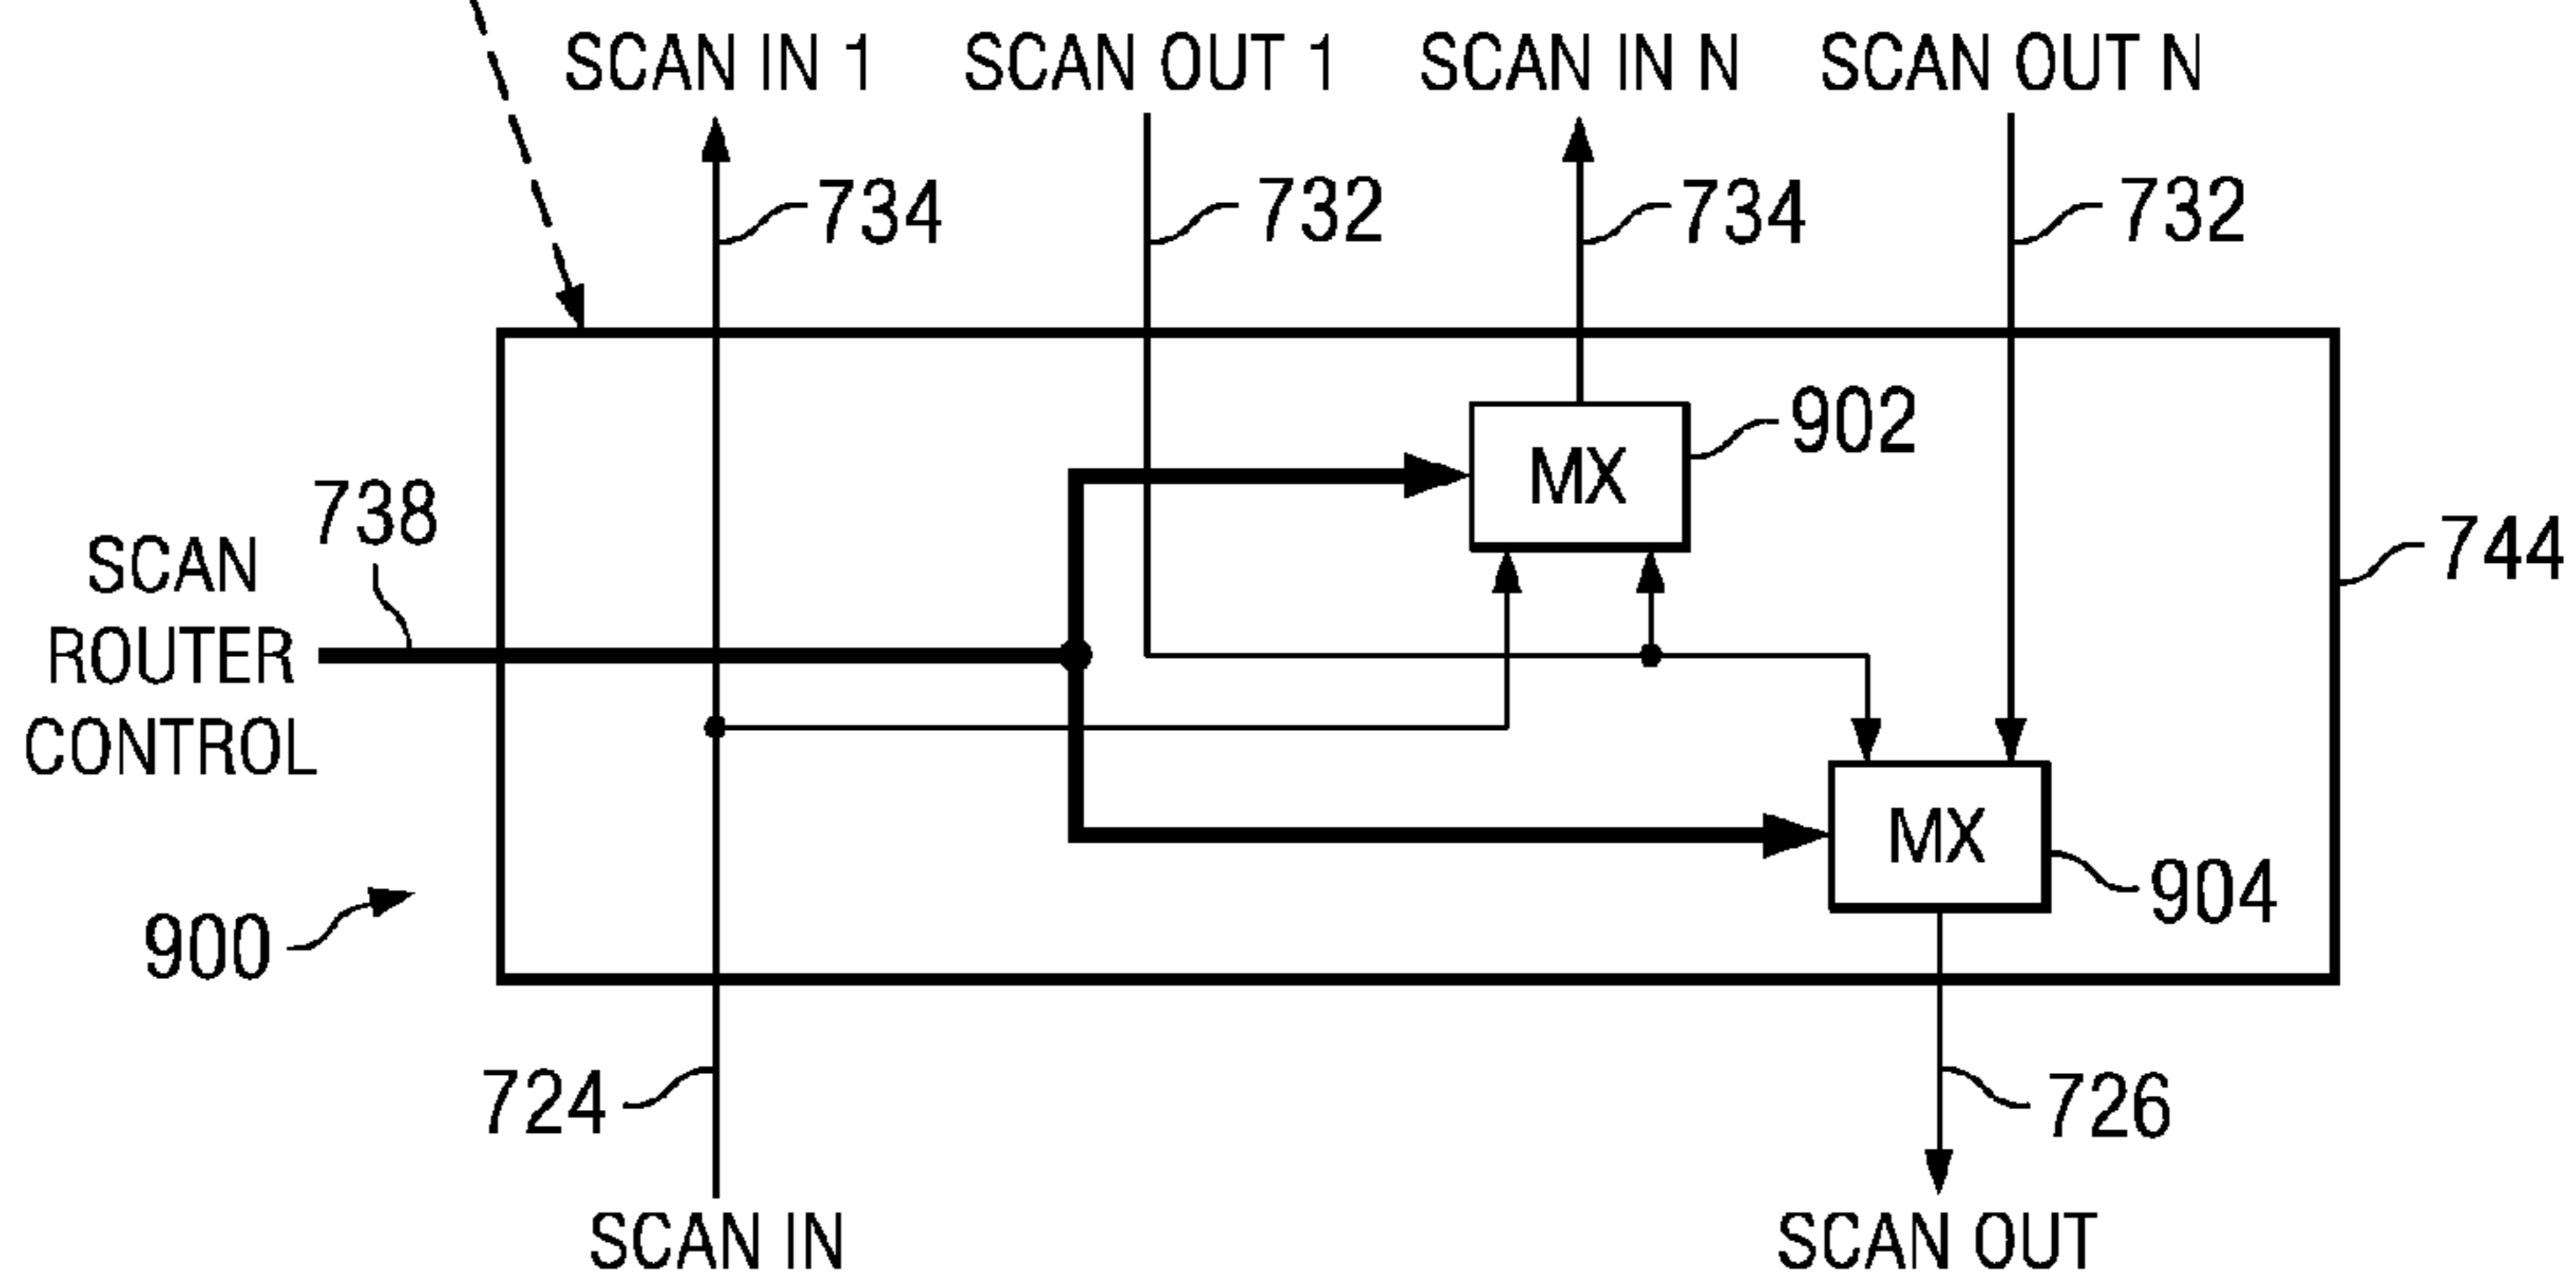 SCAN IN 1
SCAN OUT 1
SCAN IN N
SCAN OUT N
734
732
734
732
902
MX
738
SCAN
ROUTER
CONTROL
744
MX
904
900
724
726
SCAN IN
SCAN OUT